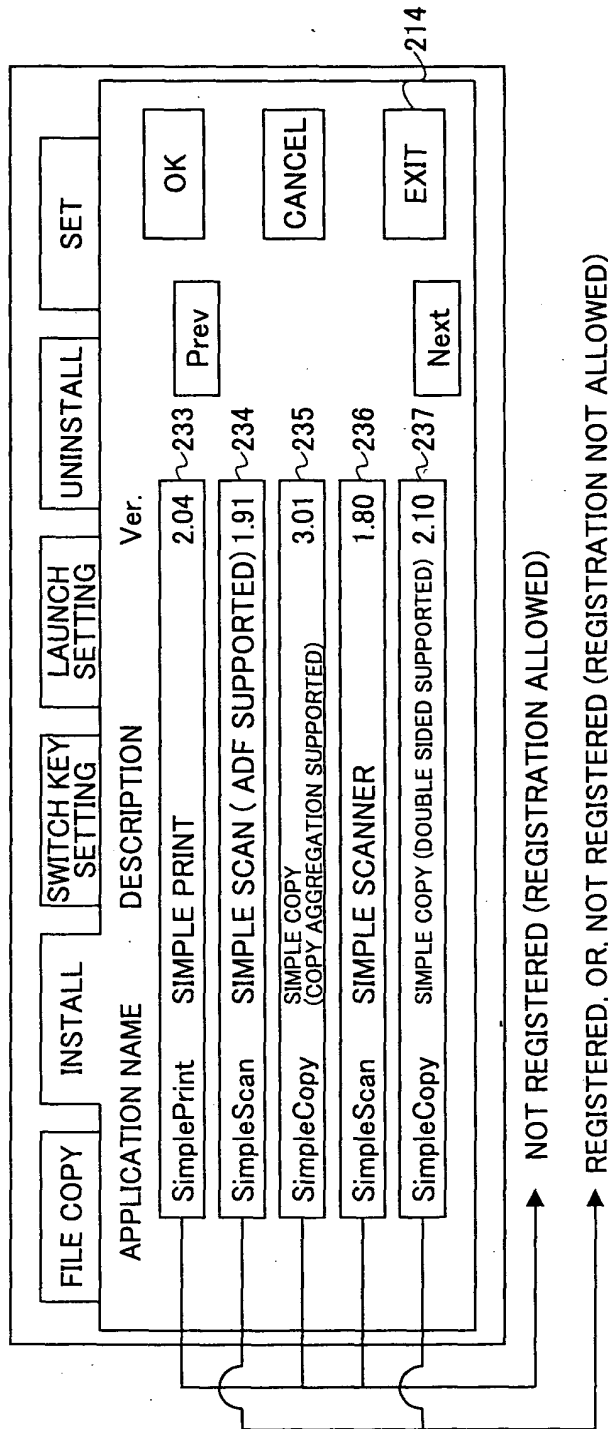 FILE COPY
INSTALL
SWITCH KEY
SETTING
LAUNCH
SETTING
UNINSTALL
SET
APPLICATION NAME DESCRIPTION Ver.
SimplePrint SIMPLE PRINT 2.04 233
SimpleScan SIMPLE SCAN ( ADF SUPPORTED) 1.91 234
SimpleCopy SIMPLE COPY
(COPY AGGREGATION SUPPORTED) 3.01 235
SimpleScan SIMPLE SCANNER 1.80 236
SimpleCopy SIMPLE COPY (DOUBLE SIDED SUPPORTED) 2.10 237
Prev
Next
OK
CANCEL
EXIT
214
NOT REGISTERED (REGISTRATION ALLOWED)
REGISTERED, OR, NOT REGISTERED (REGISTRATION NOT ALLOWED)